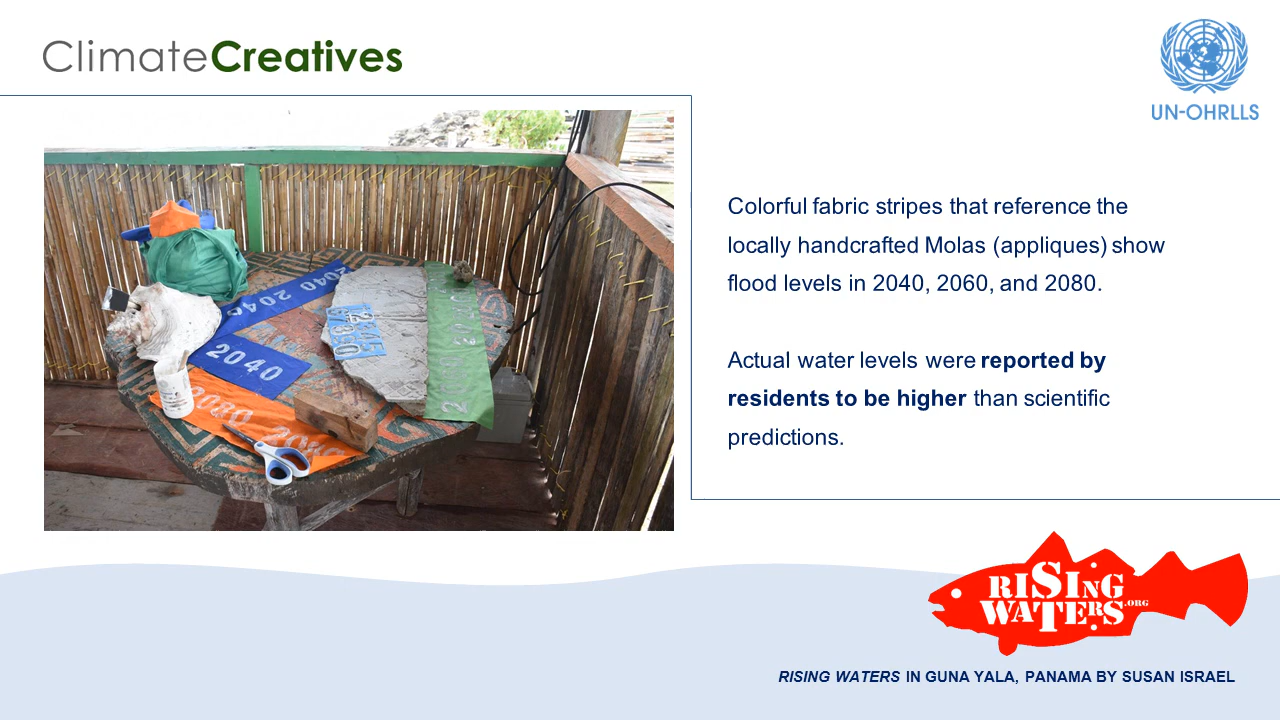 ClimateCreatives
UN-OHRLLS
Colorful fabric stripes that reference the
locally handcrafted Molas (appliques) show
flood levels in 2040, 2060, and 2080.
Actual water levels were reported by
residents to be higher than scientific
predictions.
2040
2040
2040
RISING
WATERS.ORG
RISING WATERS IN GUNA YALA, PANAMA BY SUSAN ISRAEL